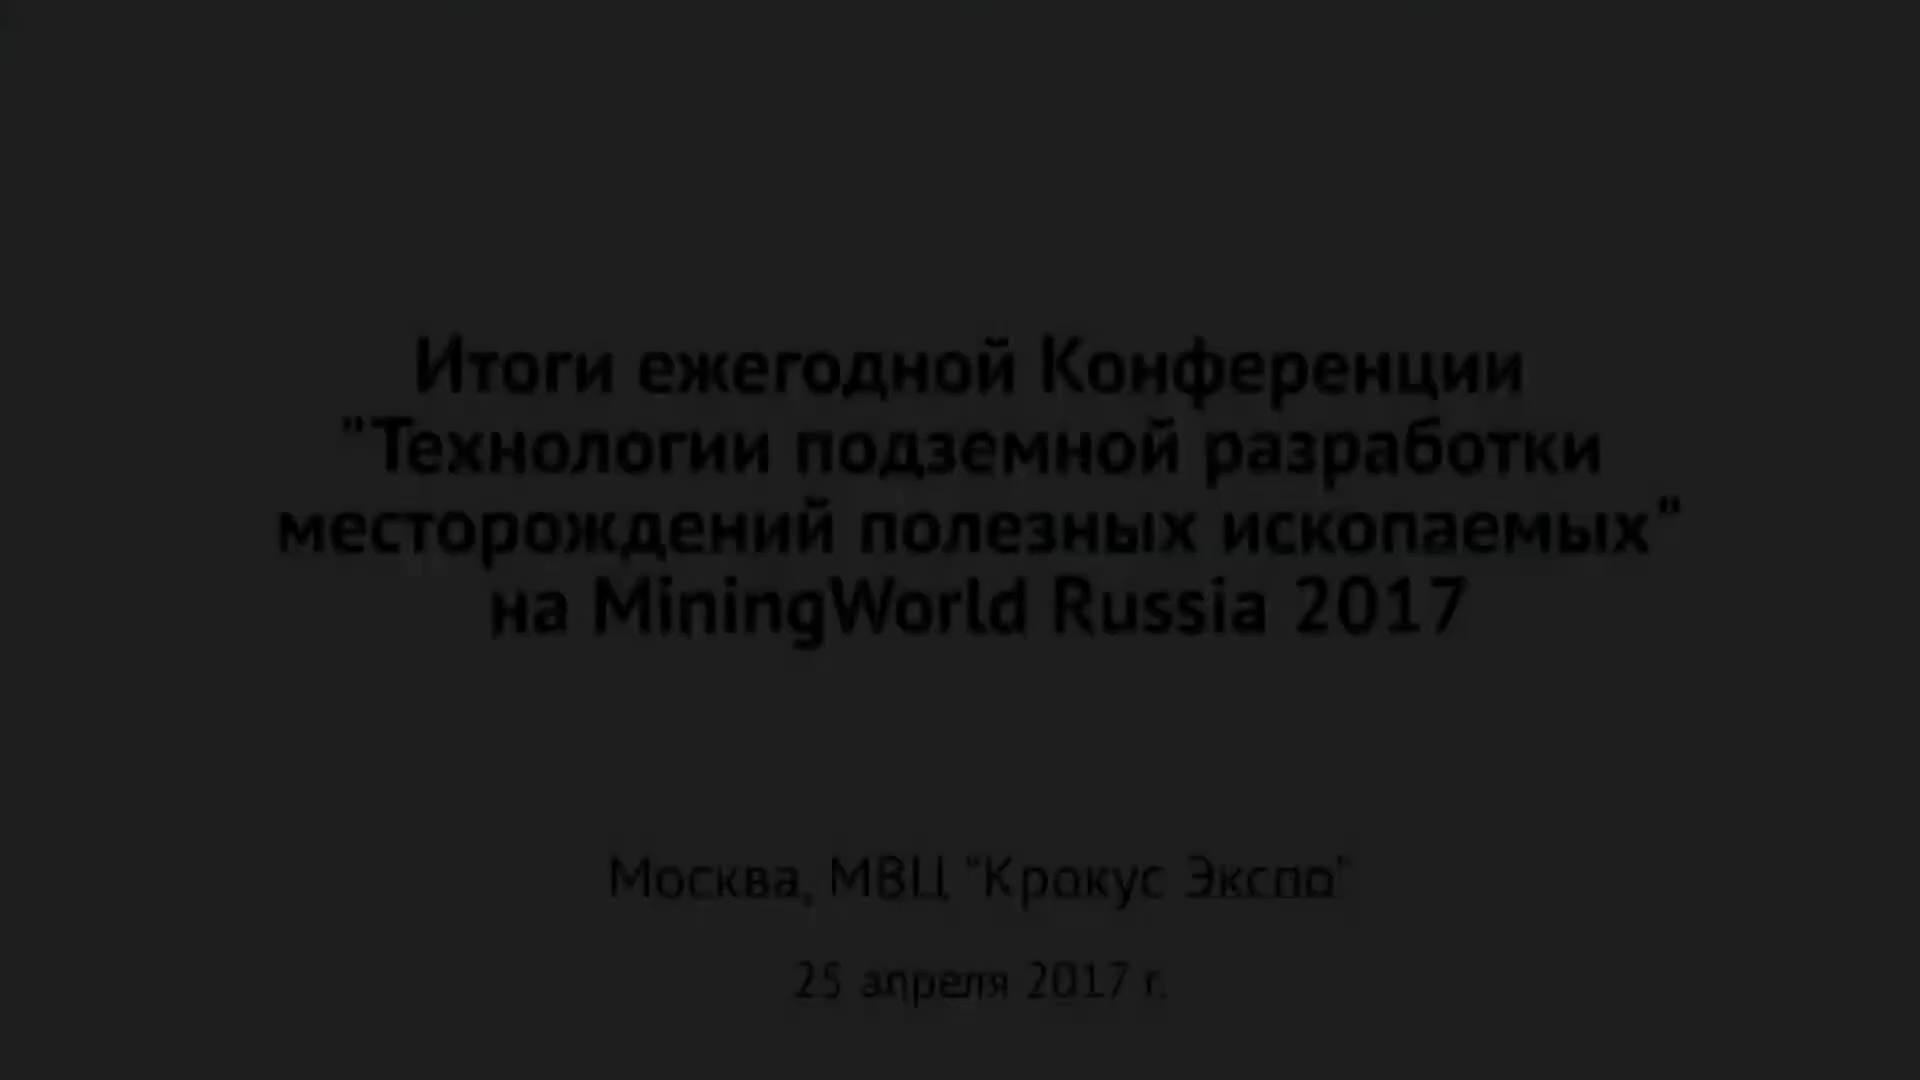 Итоги ежегодной Конференции
"Технологии подземной разработки
месторождений полезных ископаемых"
на MiningWorld Russia 2017
Москва, МВЦ "Крокус Экспо"
25 апреля 2017 г.